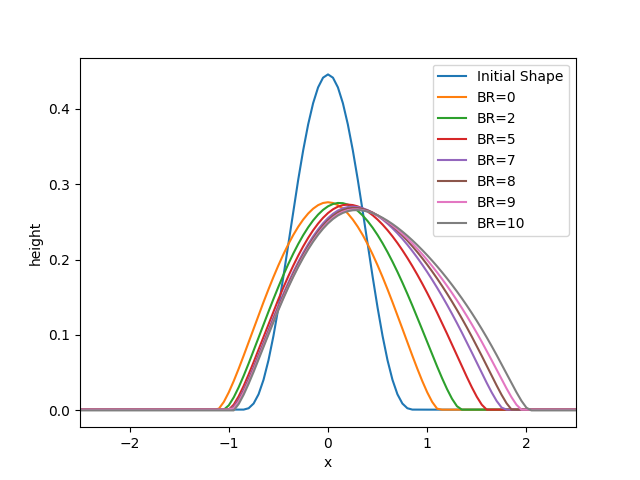 Initial Shape
BR=0
BR=2
BR=5
BR=7
BR=8
BR=9
BR=10
0.4
0.3
0.2
0.1
0.0
height
−2
−1
0
1
2
x